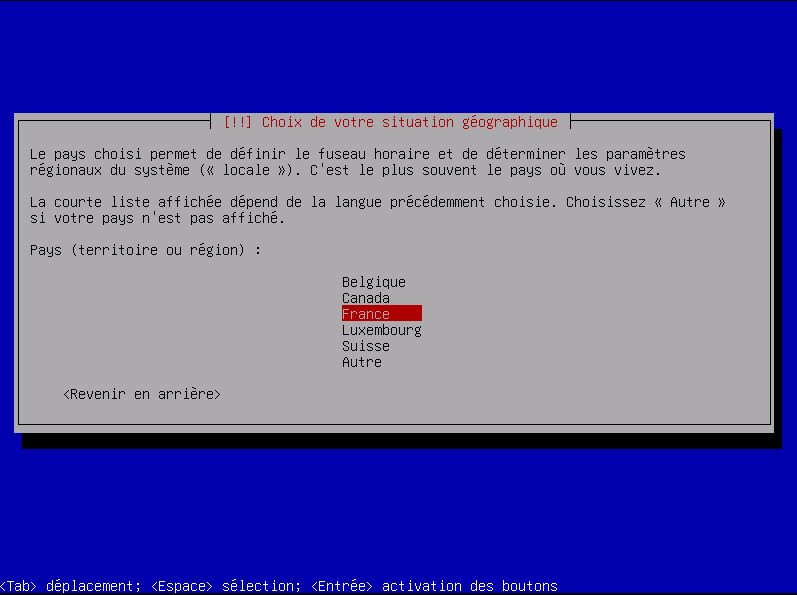 [!!] Choix de votre situation géographique
Le pays choisi permet de définir le fuseau horaire et de déterminer les paramètres
régionaux du système (« locale »). C'est le plus souvent le pays où vous vivez.
La courte liste affichée dépend de la langue précédemment choisie. Choisissez « Autre »
si votre pays n'est pas affiché.
Pays (territoire ou région) :
Belgique
Canada
France
Luxembourg
Suisse
Autre
<Revenir en arrière>
<Tab> déplacement; <Espace> sélection; <Entrée> activation des boutons